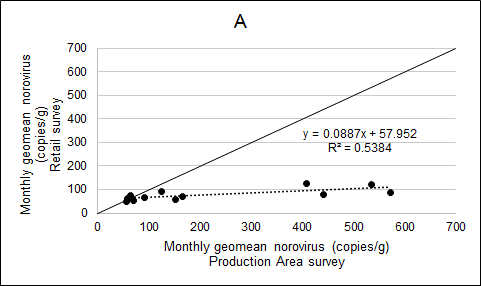 A
Monthly geomean norovirus
(copies/g)
Retail survey
700
600
500
400
300
200
100
0
y = 0.0887x + 57.952
R² = 0.5384
0 100 200 300 400 500 600 700
Monthly geomean norovirus (copies/g)
Production Area survey